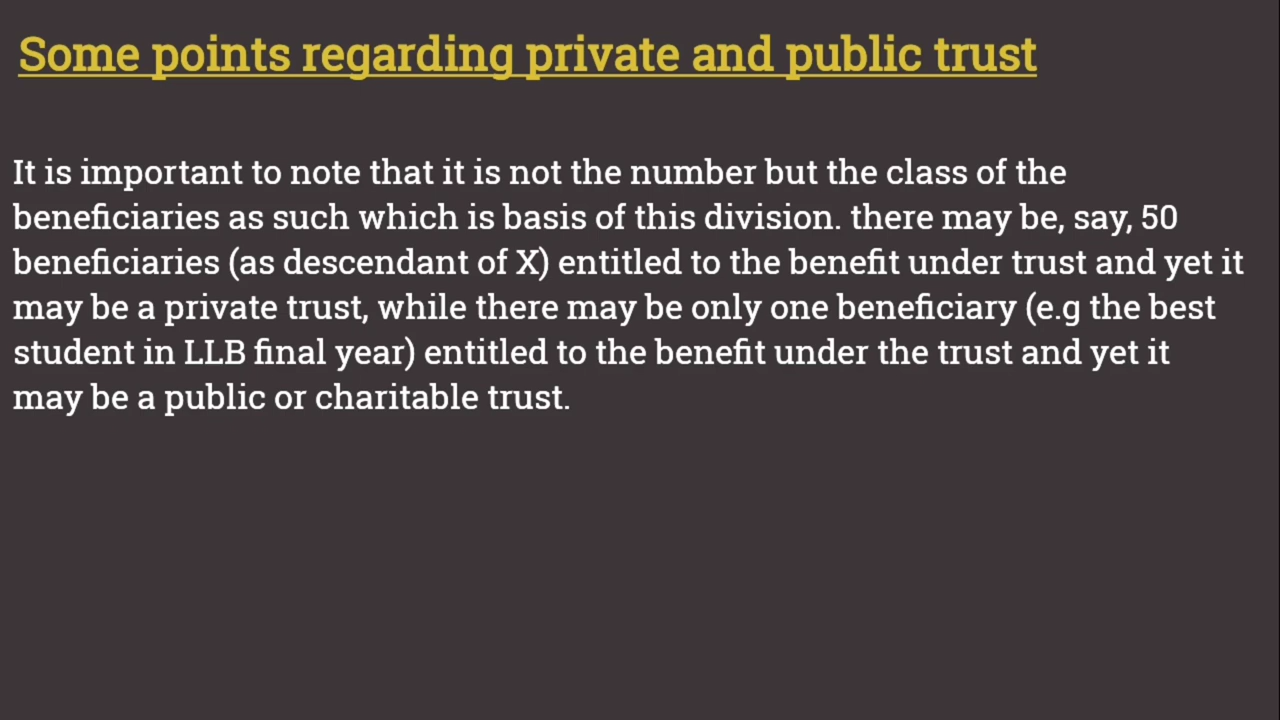 Some points regarding private and public trust
It is important to note that it is not the number but the class of the
beneficiaries as such which is basis of this division. there may be, say, 50
beneficiaries (as descendant of X) entitled to the benefit under trust and yet it
may be a private trust, while there may be only one beneficiary (e.g the best
student in LLB final year) entitled to the benefit under the trust and yet it
may be a public or charitable trust.